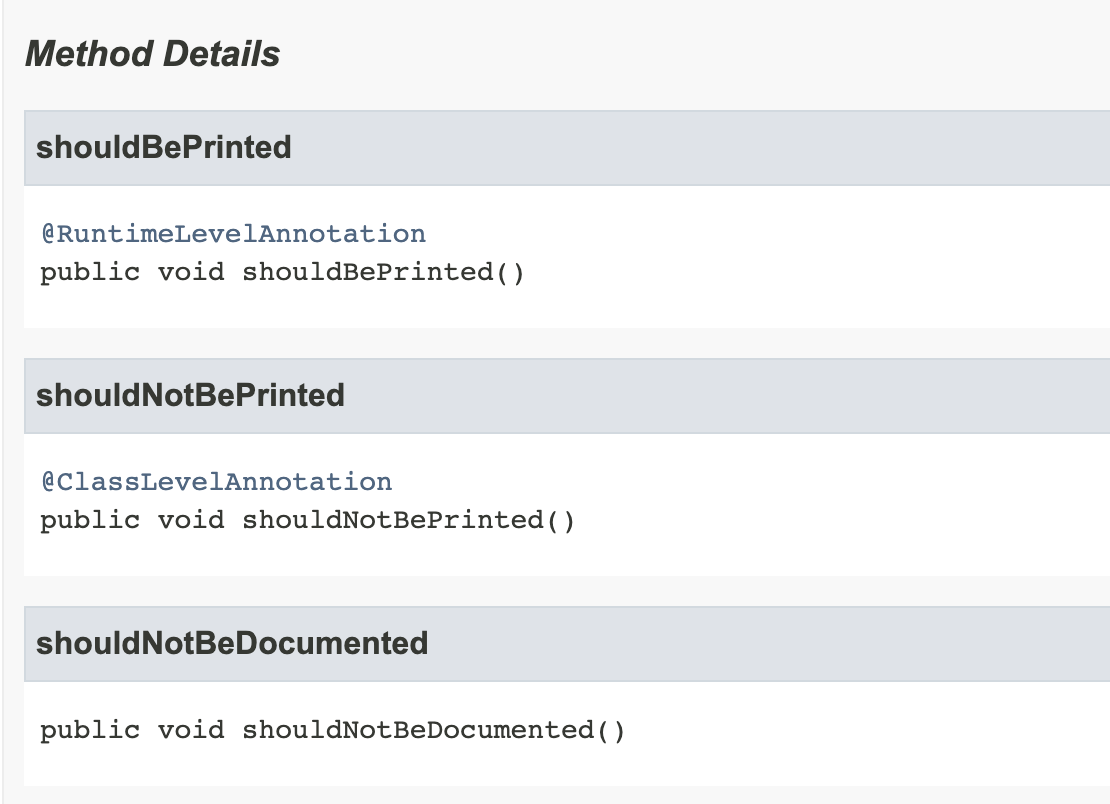 Method Details
shouldBePrinted
@RuntimeLevelAnnotation
public void shouldBePrinted()
shouldNotBePrinted
@ClassLevelAnnotation
public void shouldNotBePrinted()
shouldNotBeDocumented
public void shouldNotBeDocumented()